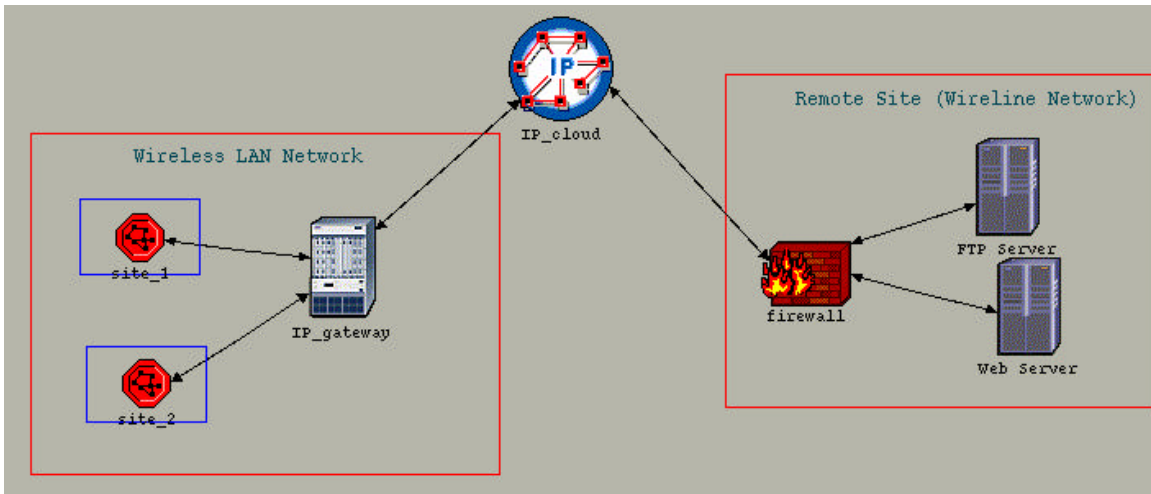 IP
IP_cloud
Remote Site (Wireline Network)
Wireless LAN Network
site_1
IP_gateway
site_2
FTP Server
firewall
Web Server